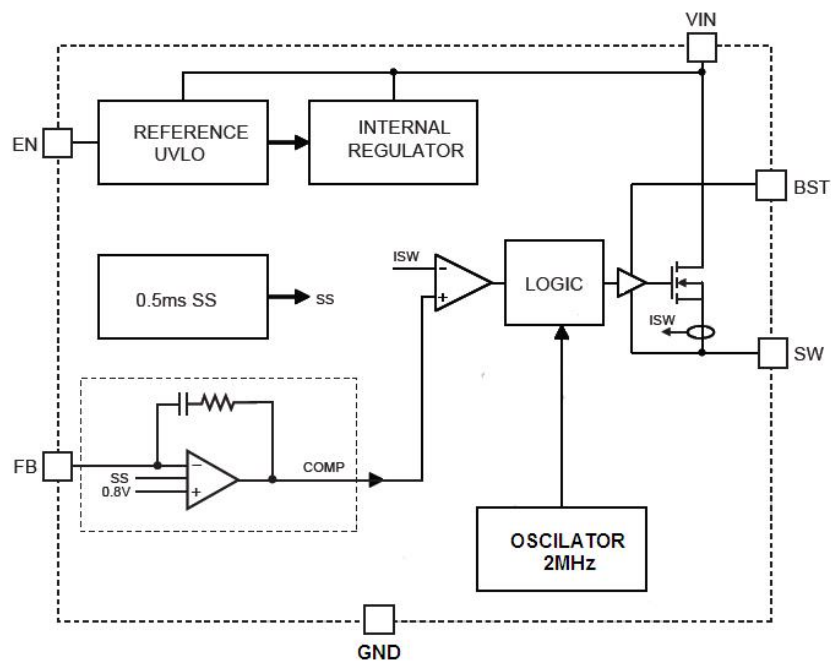 VIN
EN
REFERENCE
UVLO
INTERNAL
REGULATOR
BST
0.5ms SS
SS
ISW
LOGIC
ISW
SW
FB
SS
0.8V
COMP
OSCILATOR
2MHz
GND